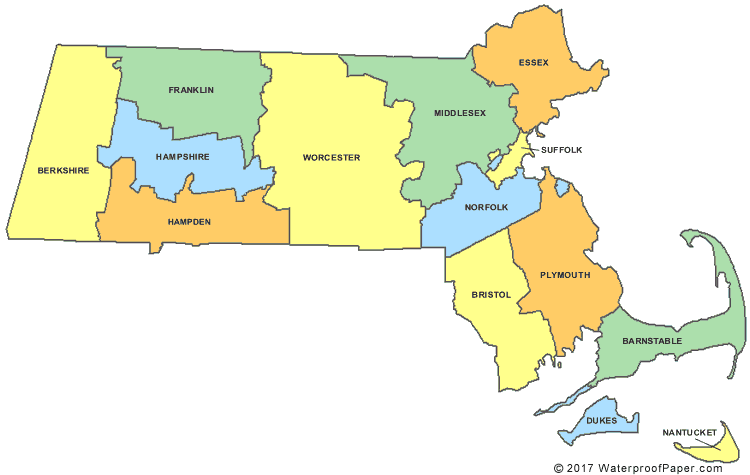 ESSEX
FRANKLIN
MIDDLESEX
SUFFOLK
HAMPSHIRE
WORCESTER
BERKSHIRE
NORFOLK
HAMPDEN
PLYMOUTH
BRISTOL
BARNSTABLE
DUKES
NANTUCKET
© 2017 WaterproofPaper.com